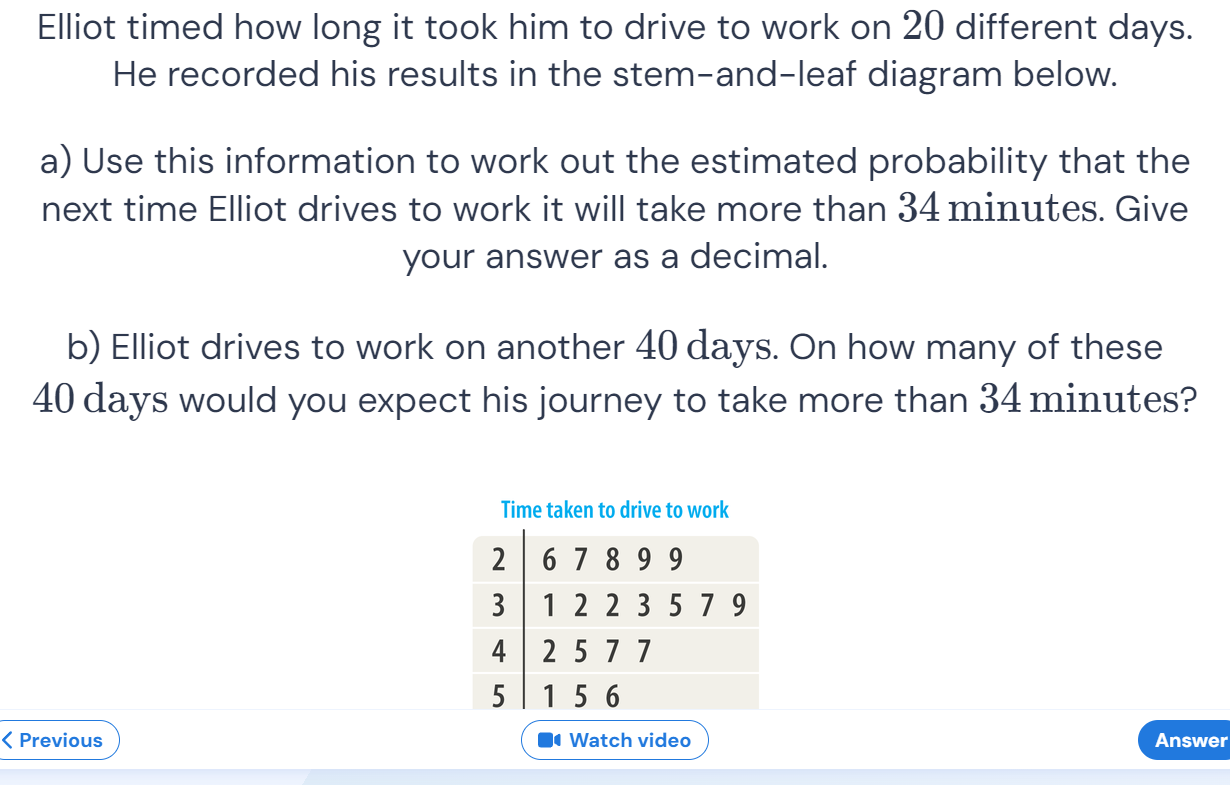 Elliot timed how long it took him to drive to work on 20 different days.
He recorded his results in the stem-and-leaf diagram below.
a) Use this information to work out the estimated probability that the
next time Elliot drives to work it will take more than 34 minutes. Give
your answer as a decimal.
b) Elliot drives to work on another 40 days. On how many of these
40 days would you expect his journey to take more than 34 minutes?
Time taken to drive to work
2 6 7 8 9 9
3 1 2 2 3 5 7 9
4 2 5 7 7
5 1 5 6
Previous
Watch video
Answer